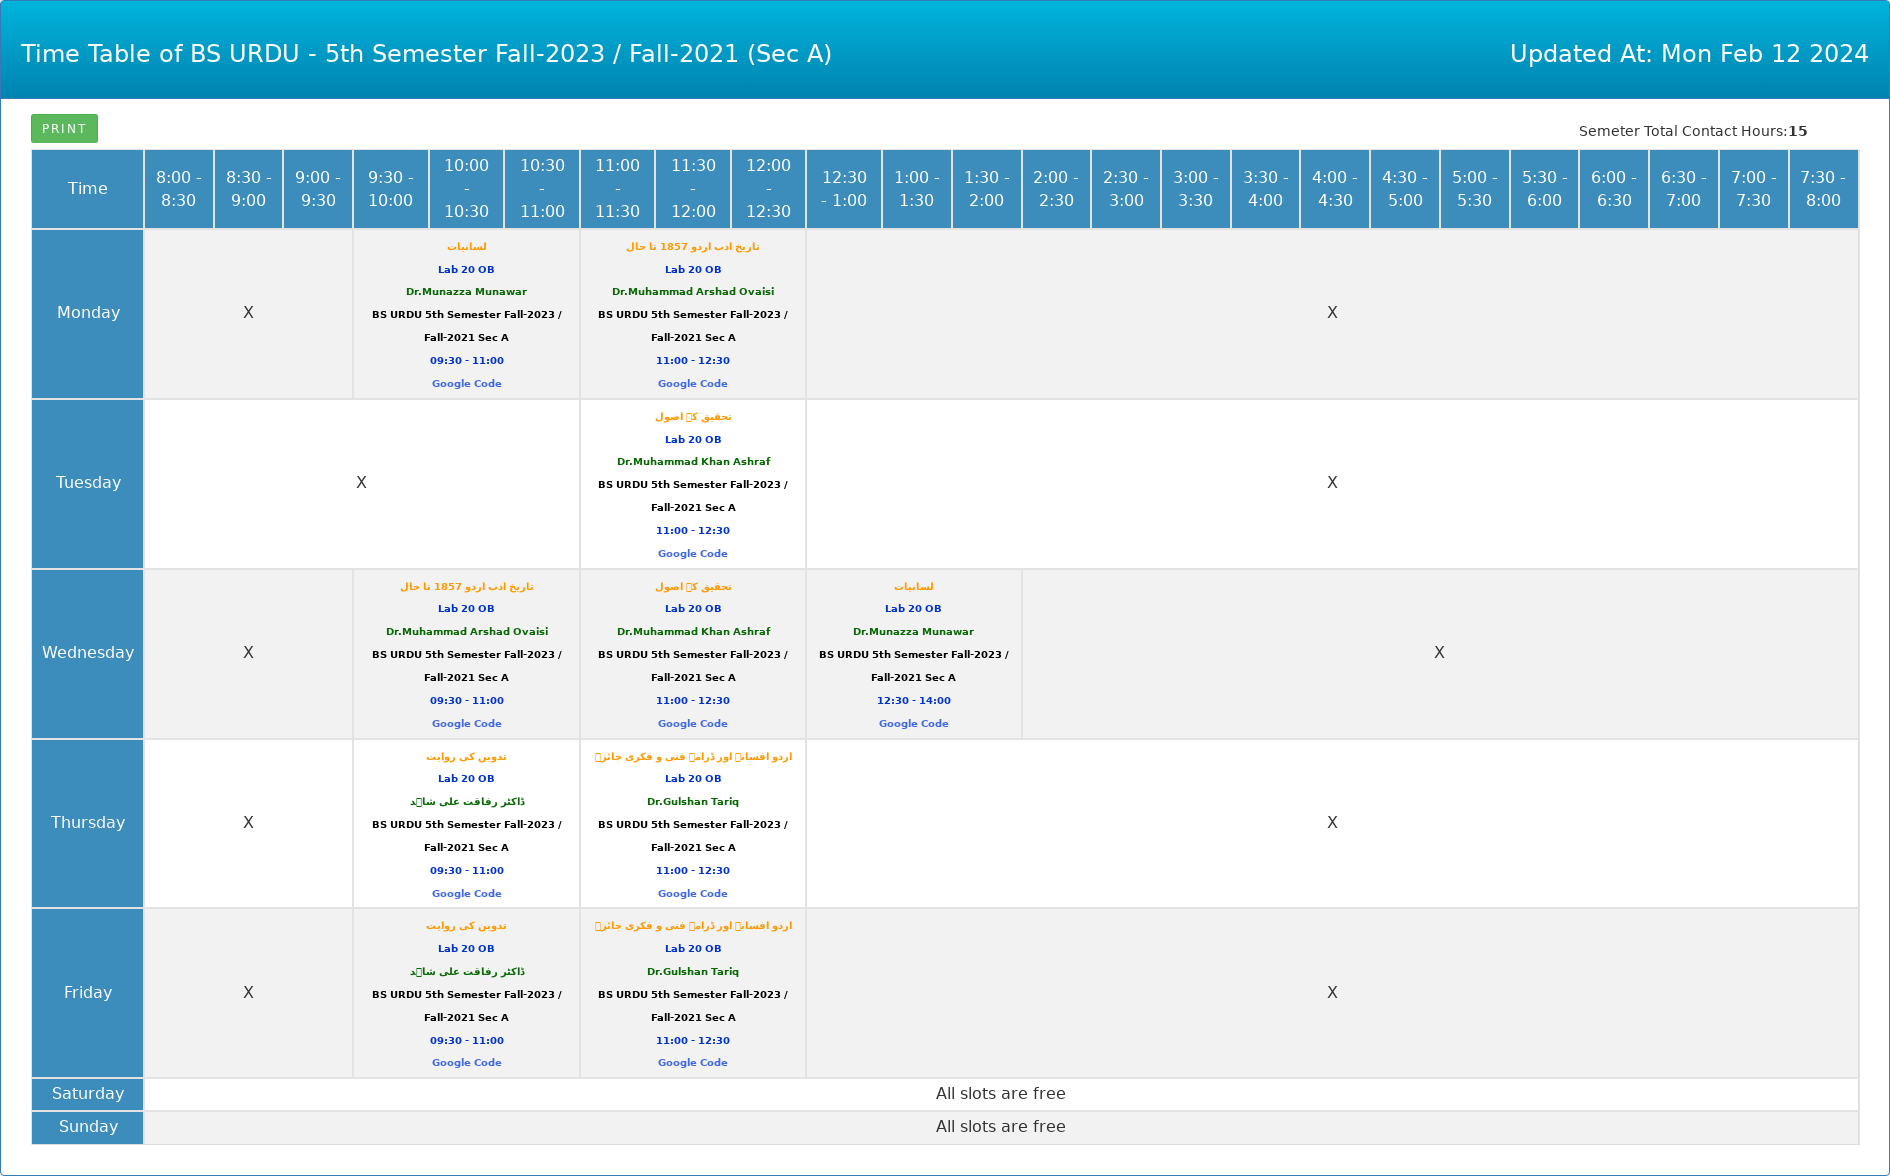 Time Table of BS URDU - 5th Semester Fall-2023 / Fall-2021 (Sec A)
Updated At: Mon Feb 12 2024
PRINT
Semeter Total Contact Hours:15
Time
8:00 - 8:30
8:30 - 9:00
9:00 - 9:30
9:30 - 10:00
10:00 - 10:30
10:30 - 11:00
11:00 - 11:30
11:30 - 12:00
12:00 - 12:30
12:30 - 1:00
1:00 - 1:30
1:30 - 2:00
2:00 - 2:30
2:30 - 3:00
3:00 - 3:30
3:30 - 4:00
4:00 - 4:30
4:30 - 5:00
5:00 - 5:30
5:30 - 6:00
6:00 - 6:30
6:30 - 7:00
7:00 - 7:30
7:30 - 8:00
Monday
X
لسانیات
Lab 20 OB
Dr.Munazza Munawar
BS URDU 5th Semester Fall-2023 /
Fall-2021 Sec A
09:30 - 11:00
Google Code
تاریخ ادب اردو 1857 تا حال
Lab 20 OB
Dr.Muhammad Arshad Ovaisi
BS URDU 5th Semester Fall-2023 /
Fall-2021 Sec A
11:00 - 12:30
Google Code
X
Tuesday
X
تحقیق اصول
Lab 20 OB
Dr.Muhammad Khan Ashraf
BS URDU 5th Semester Fall-2023 /
Fall-2021 Sec A
11:00 - 12:30
Google Code
X
Wednesday
X
تاریخ ادب اردو 1857 تا حال
Lab 20 OB
Dr.Muhammad Arshad Ovaisi
BS URDU 5th Semester Fall-2023 /
Fall-2021 Sec A
09:30 - 11:00
Google Code
تحقیق اصول
Lab 20 OB
Dr.Muhammad Khan Ashraf
BS URDU 5th Semester Fall-2023 /
Fall-2021 Sec A
11:00 - 12:30
Google Code
لسانیات
Lab 20 OB
Dr.Munazza Munawar
BS URDU 5th Semester Fall-2023 /
Fall-2021 Sec A
12:30 - 14:00
Google Code
X
Thursday
X
تدوین کی روایت
Lab 20 OB
ڈاکٹر رفاقت علی
BS URDU 5th Semester Fall-2023 /
Fall-2021 Sec A
09:30 - 11:00
Google Code
اردو اور فنی و فکری
Lab 20 OB
Dr.Gulshan Tariq
BS URDU 5th Semester Fall-2023 /
Fall-2021 Sec A
11:00 - 12:30
Google Code
X
Friday
X
تدوین کی روایت
Lab 20 OB
ڈاکٹر رفاقت علی
BS URDU 5th Semester Fall-2023 /
Fall-2021 Sec A
09:30 - 11:00
Google Code
اردو اور فنی و فکری
Lab 20 OB
Dr.Gulshan Tariq
BS URDU 5th Semester Fall-2023 /
Fall-2021 Sec A
11:00 - 12:30
Google Code
X
Saturday
All slots are free
Sunday
All slots are free